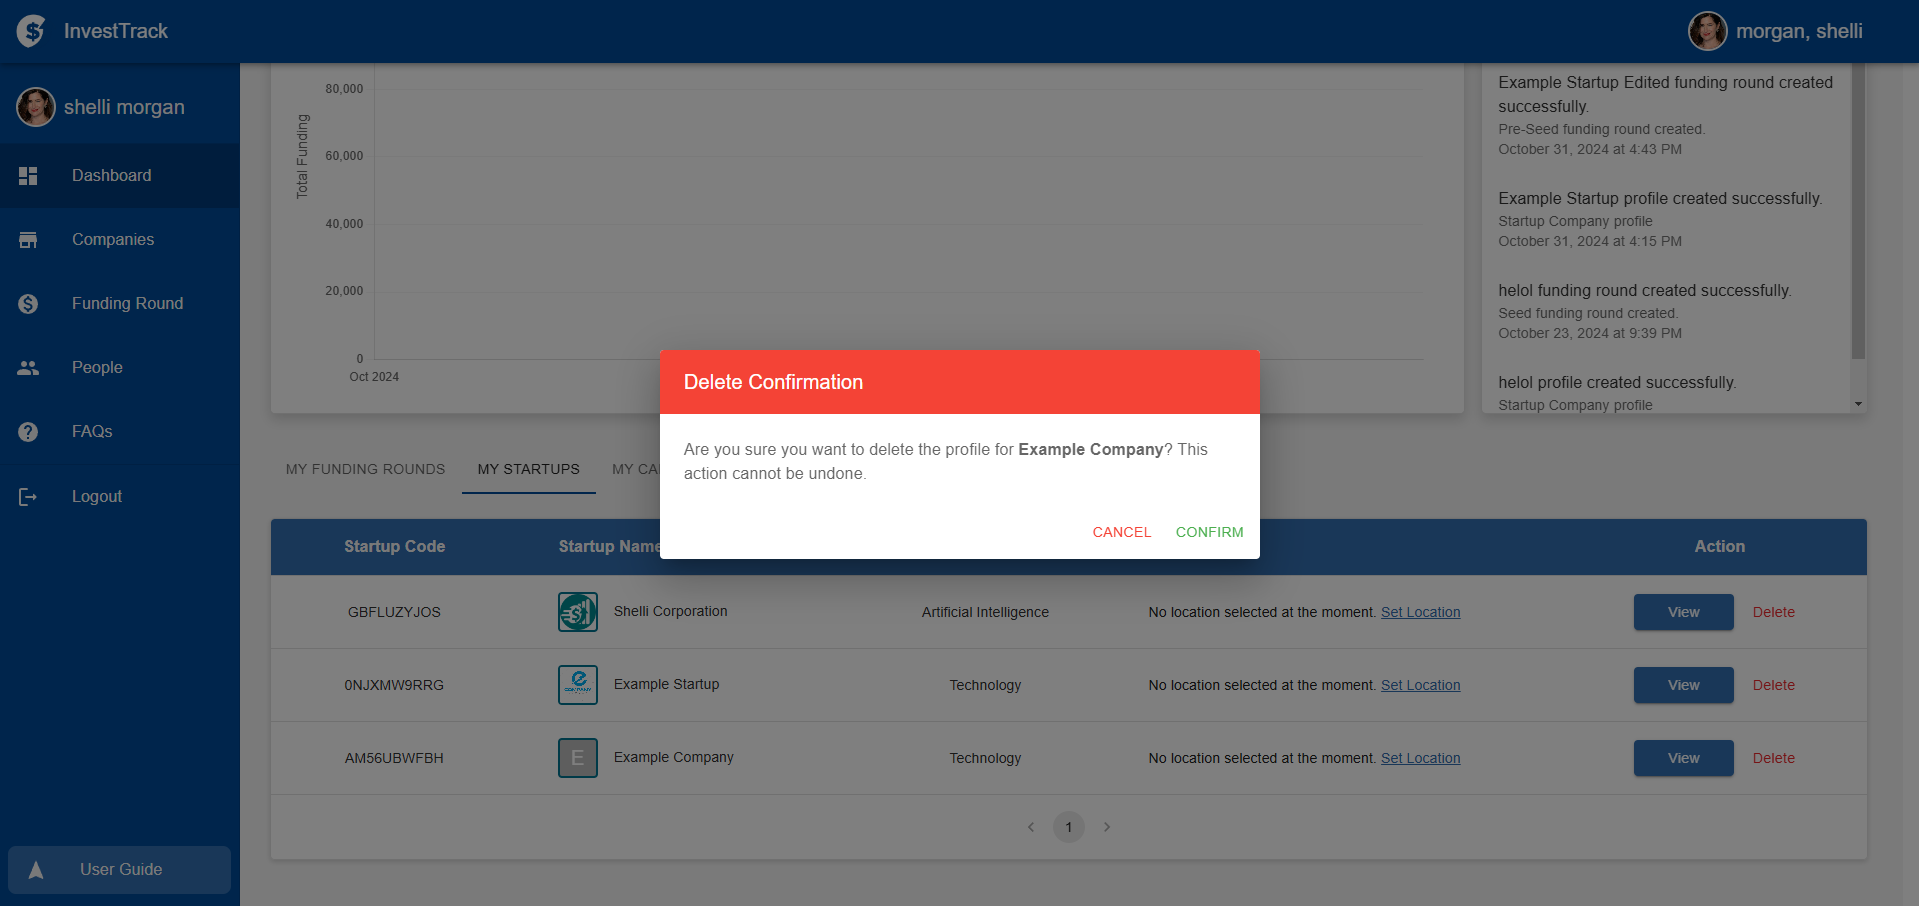 InvestTrack
morgan, shelli
shelli morgan
Dashboard
Companies
Funding Round
People
FAQs
Logout
User Guide
Total Funding
80,000
60,000
40,000
20,000
0
Oct 2024
Example Startup Edited funding round created
successfully.
Pre-Seed funding round created.
October 31, 2024 at 4:43 PM
Example Startup profile created successfully.
Startup Company profile
October 31, 2024 at 4:15 PM
helol funding round created successfully.
Seed funding round created.
October 23, 2024 at 9:39 PM
helol profile created successfully.
Startup Company profile
Delete Confirmation
Are you sure you want to delete the profile for Example Company? This
action cannot be undone.
CANCEL CONFIRM
MY FUNDING ROUNDS MY STARTUPS MY CA
Startup Code Startup Name Action
GBFLUZYJOS Shelli Corporation Artificial Intelligence No location selected at the moment. Set Location View Delete
0NJXMW9RRG Example Startup Technology No location selected at the moment. Set Location View Delete
AM56UBWFBH E Example Company Technology No location selected at the moment. Set Location View Delete
1